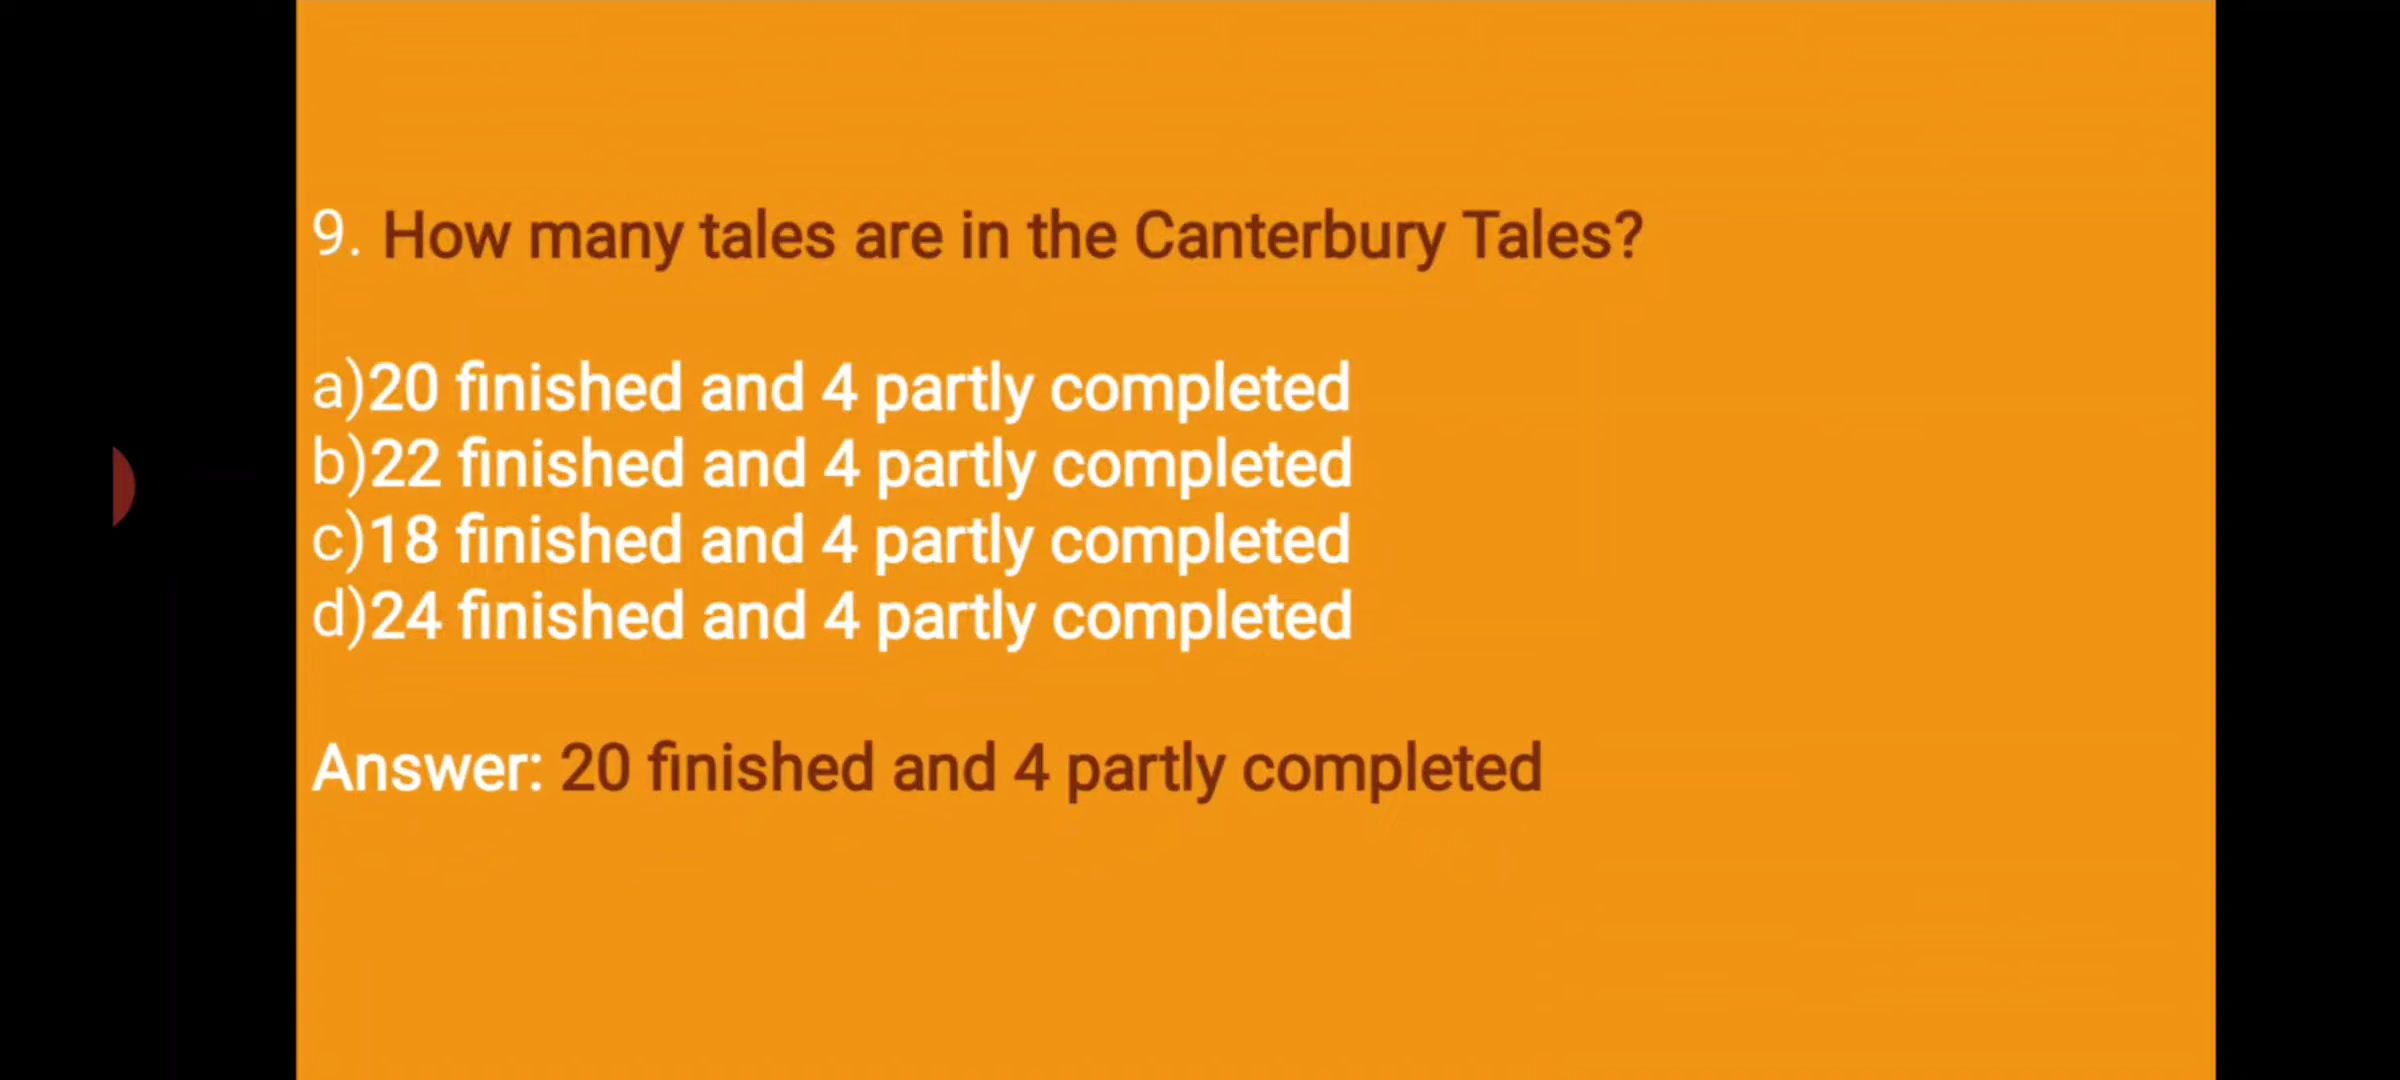 9. How many tales are in the Canterbury Tales?
a)20 finished and 4 partly completed
b)22 finished and 4 partly completed
c)18 finished and 4 partly completed
d)24 finished and 4 partly completed
Answer: 20 finished and 4 partly completed